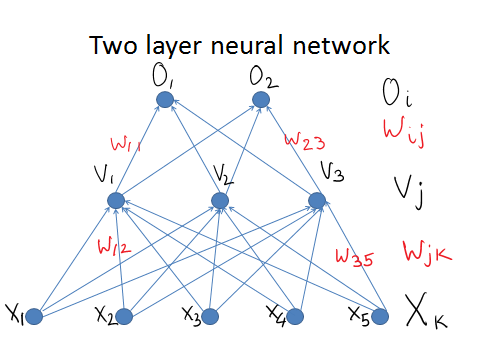 Two layer neural network
O1 O2 Oi
W11 W23 Wij
V1 V2 V3 Vj
W12 W35 WjK
X1 X2 X3 X4 X5 XK